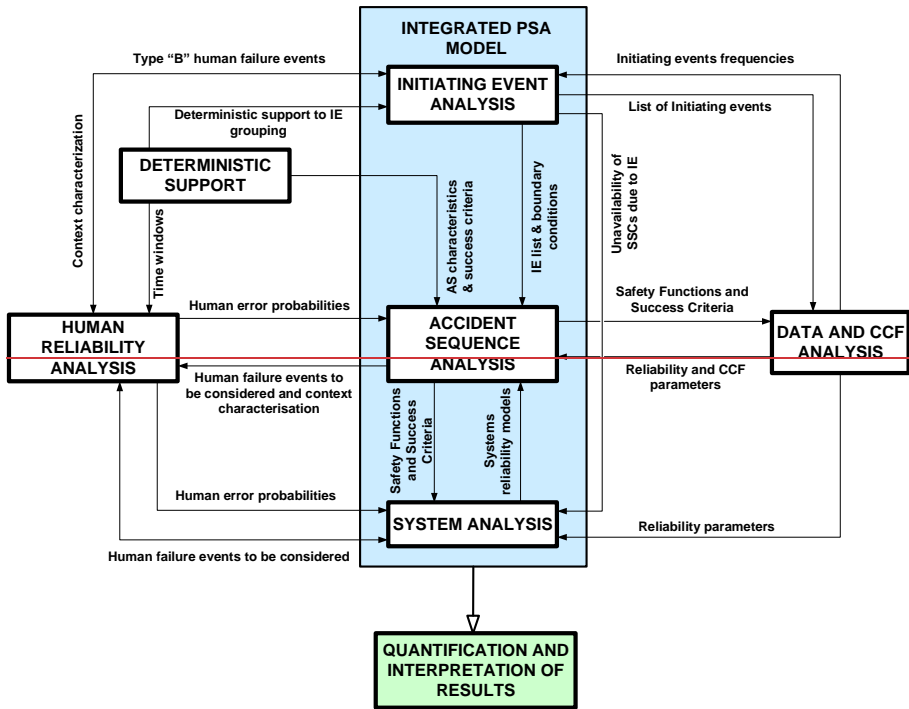 INTEGRATED PSA
MODEL
Type “B” human failure events
Initiating events frequencies
INITIATING EVENT
ANALYSIS
List of Initiating events
Deterministic support to IE
grouping
DETERMINISTIC
SUPPORT
Context characterization
Time windows
AS characteristics
& success criteria
IE list & boundary
conditions
Unavailability of
SSCs due to IE
Human error probabilities
Safety Functions and
Success Criteria
HUMAN
RELIABILITY
ANALYSIS
ACCIDENT
SEQUENCE
ANALYSIS
DATA AND CCF
ANALYSIS
Human failure events to
be considered and context
characterisation
Reliability and CCF
parameters
Safety Functions
and Success
Criteria
Systems
reliability models
Human error probabilities
SYSTEM ANALYSIS
Reliability parameters
Human failure events to be considered
QUANTIFICATION AND
INTERPRETATION OF
RESULTS